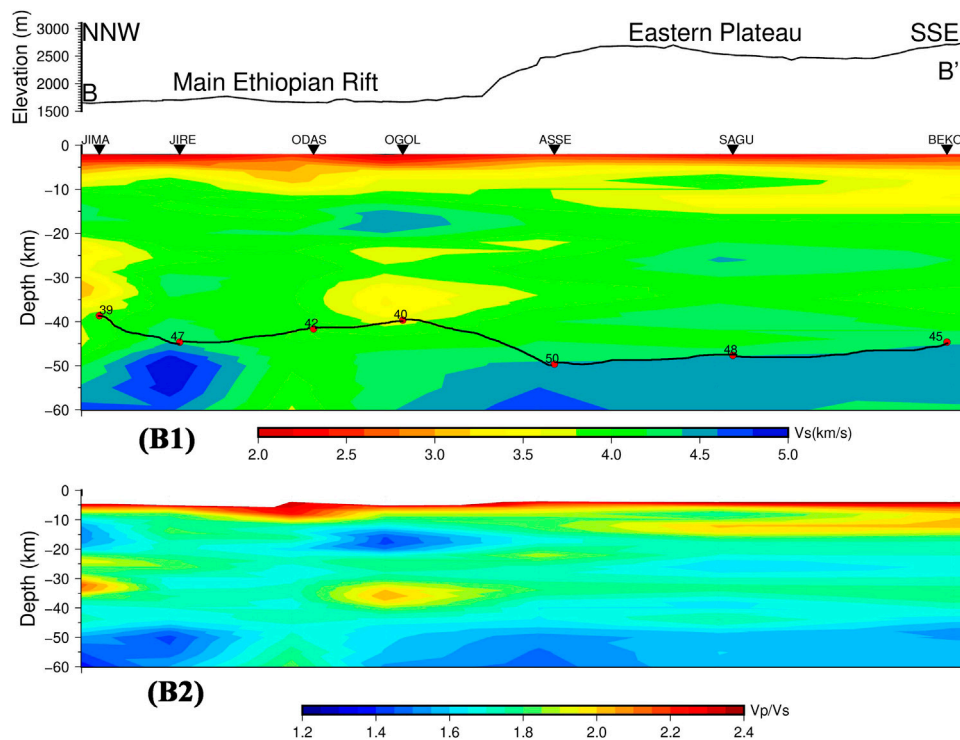 Elevation (m)
3000
2500
2000
1500
NNW
Eastern Plateau
SSE
Main Ethiopian Rift
B
B'
JIMA JIRE ODAS OGOL ASSE SAGU BEKO
Depth (km)
0
−10
−20
−30
−40
−50
−60
39 47 42 40 50 48 45
(B1)
Vs(km/s)
2.0 2.5 3.0 3.5 4.0 4.5 5.0
Depth (km)
0
−10
−20
−30
−40
−50
−60
(B2)
Vp/Vs
1.2 1.4 1.6 1.8 2.0 2.2 2.4